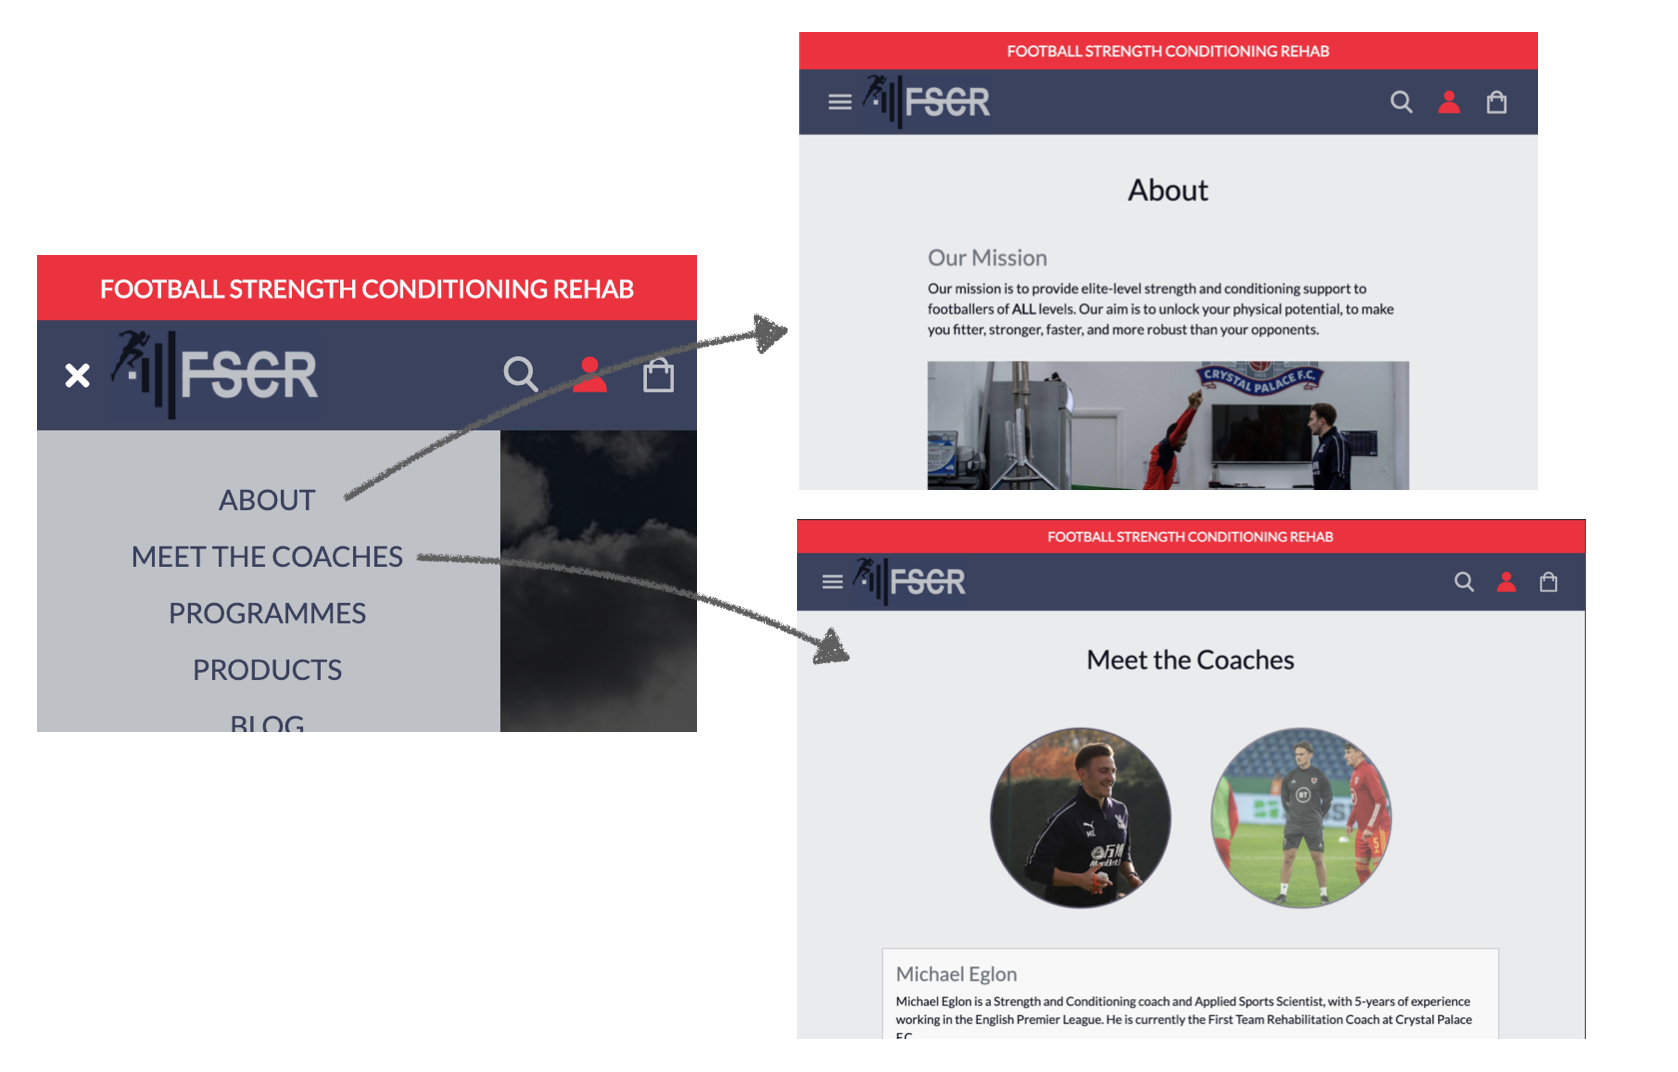 FOOTBALL STRENGTH CONDITIONING REHAB
FSCR
ABOUT
MEET THE COACHES
PROGRAMMES
PRODUCTS
BLOG
FOOTBALL STRENGTH CONDITIONING REHAB
FSCR
About
Our Mission
Our mission is to provide elite-level strength and conditioning support to
footballers of ALL levels. Our aim is to unlock your physical potential, to make
you fitter, stronger, faster, and more robust than your opponents.
CRYSTAL PALACE F.C.
FOOTBALL STRENGTH CONDITIONING REHAB
FSCR
Meet the Coaches
ME
ManBetX
BT
5
Michael Eglon
Michael Eglon is a Strength and Conditioning coach and Applied Sports Scientist, with 5-years of experience
working in the English Premier League. He is currently the First Team Rehabilitation Coach at Crystal Palace
F.C.